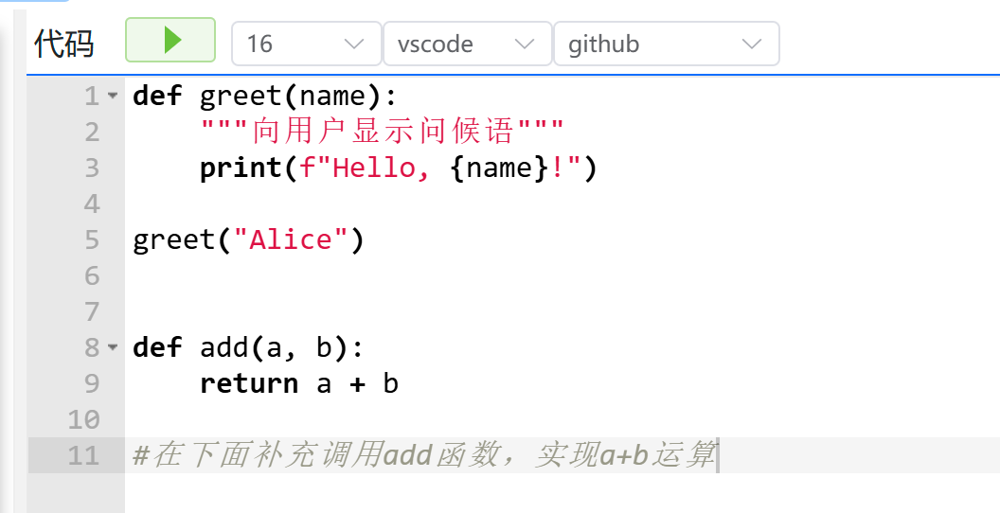 代码 16 vscode github
1 def greet(name):
2     """向用户显示问候语"""
3     print(f"Hello, {name}!")
4
5 greet("Alice")
6
7
8 def add(a, b):
9     return a + b
10
11 #在下面补充调用add函数，实现a+b运算